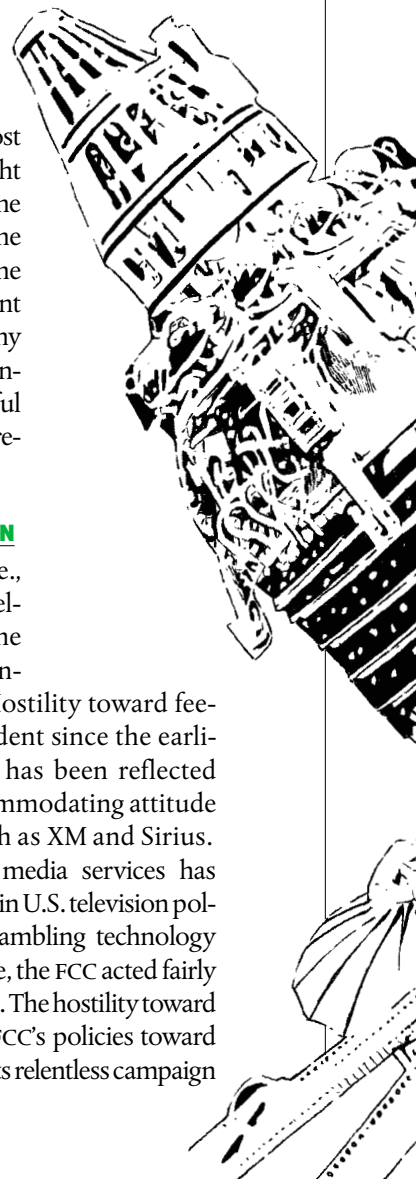 ost
ght
he
he
he
nt
ny
n-
ful
re-
N
e.,
el-
he
n-
ostility toward fee-
dent since the earli-
has been reflected
mmodating attitude
h as XM and Sirius.
media services has
in U.S. television pol-
ambling technology
e, the FCC acted fairly
. The hostility toward
FCC's policies toward
ts relentless campaign